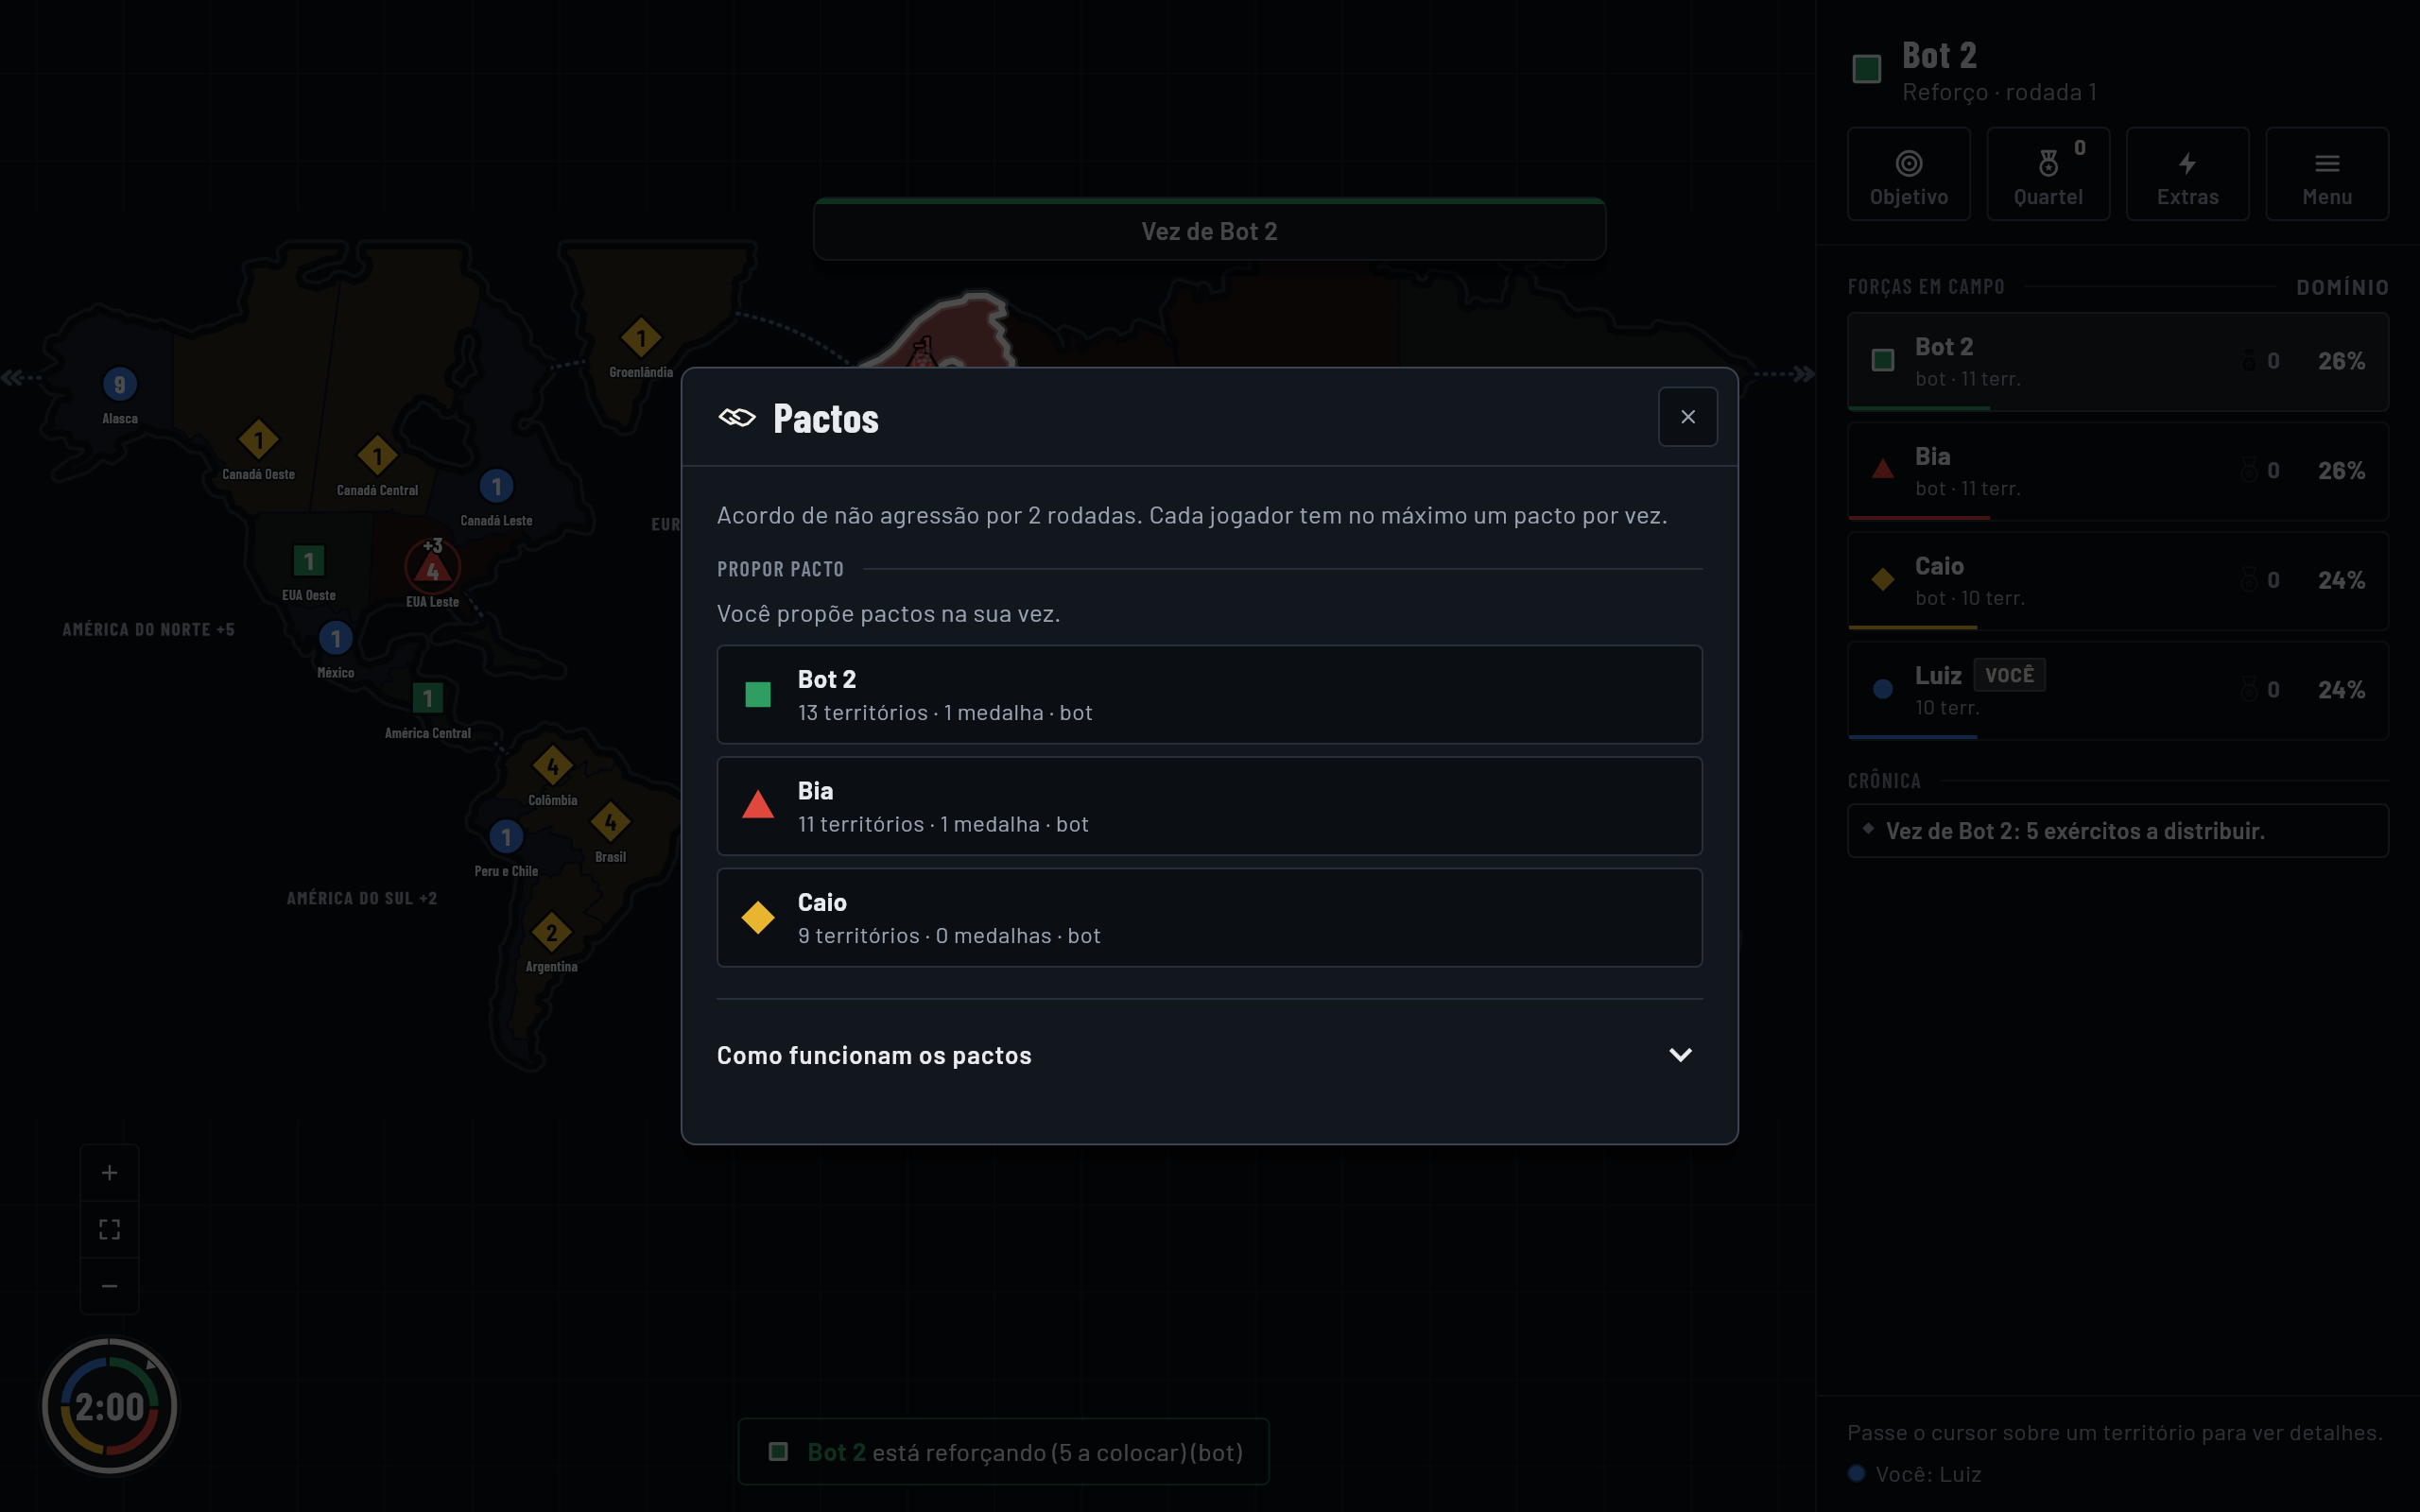 Bot 2
Reforço · rodada 1
Objetivo
0
Quartel
Extras
Menu
Vez de Bot 2
FORÇAS EM CAMPO
DOMÍNIO
Bot 2
bot · 11 terr.
0
26%
Bia
bot · 11 terr.
0
26%
Caio
bot · 10 terr.
0
24%
Luiz VOCÊ
10 terr.
0
24%
CRÔNICA
Vez de Bot 2: 5 exércitos a distribuir.
1
Groenlândia
9
Alasca
1
Canadá Oeste
1
Canadá Central
1
Canadá Leste
EUR
1
EUA Oeste
+3
4
EUA Leste
AMÉRICA DO NORTE +5
1
México
1
América Central
4
Colômbia
4
Brasil
1
Peru e Chile
AMÉRICA DO SUL +2
2
Argentina
Pactos
×
Acordo de não agressão por 2 rodadas. Cada jogador tem no máximo um pacto por vez.
PROPOR PACTO
Você propõe pactos na sua vez.
Bot 2
13 territórios · 1 medalha · bot
Bia
11 territórios · 1 medalha · bot
Caio
9 territórios · 0 medalhas · bot
Como funcionam os pactos
+
−
2:00
Bot 2 está reforçando (5 a colocar) (bot)
Passe o cursor sobre um território para ver detalhes.
Você: Luiz